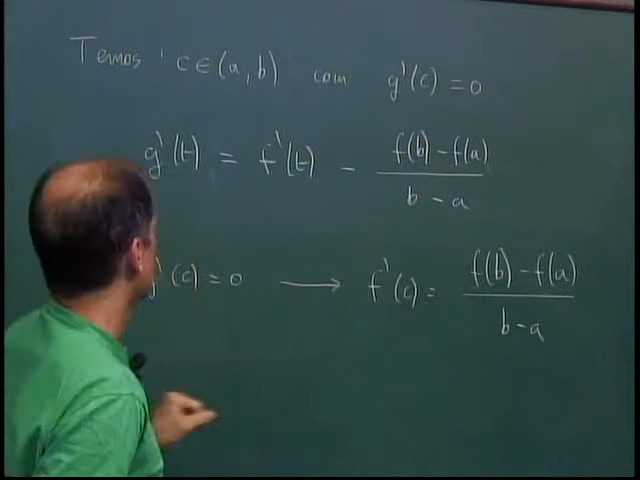 Temos ' c ∈ (a, b) com g'(c) = 0
g'(t) = f'(t) - (f(b) - f(a)) / (b - a)
g'(c) = 0 ⟶ f'(c) = (f(b) - f(a)) / (b - a)